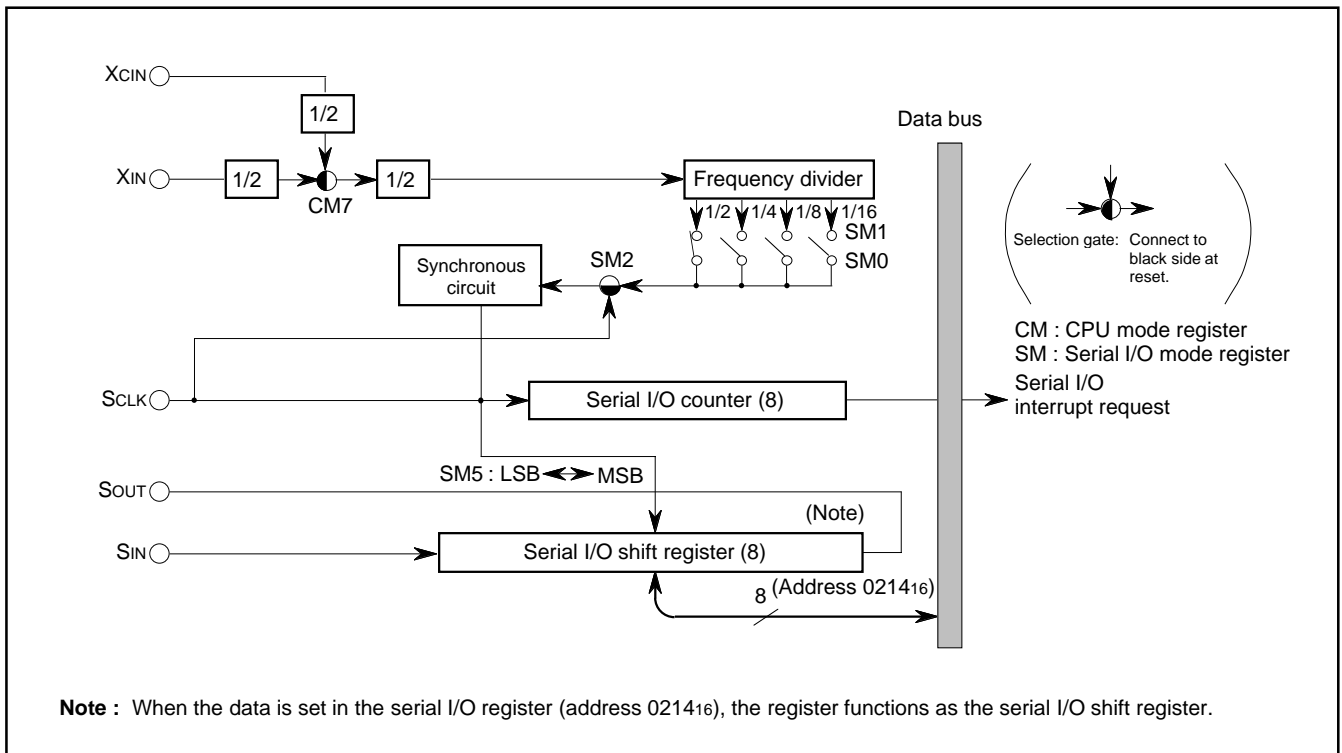 XCIN
1/2
Data bus
XIN
1/2
CM7
1/2
Frequency divider
1/2
1/4
1/8
1/16
SM1
SM0
Selection gate: Connect to
black side at
reset.
Synchronous
circuit
SM2
CM : CPU mode register
SM : Serial I/O mode register
SCLK
Serial I/O counter (8)
Serial I/O
interrupt request
SM5 : LSB
MSB
SOUT
(Note)
SIN
Serial I/O shift register (8)
8
(Address 021416)
Note : When the data is set in the serial I/O register (address 021416), the register functions as the serial I/O shift register.